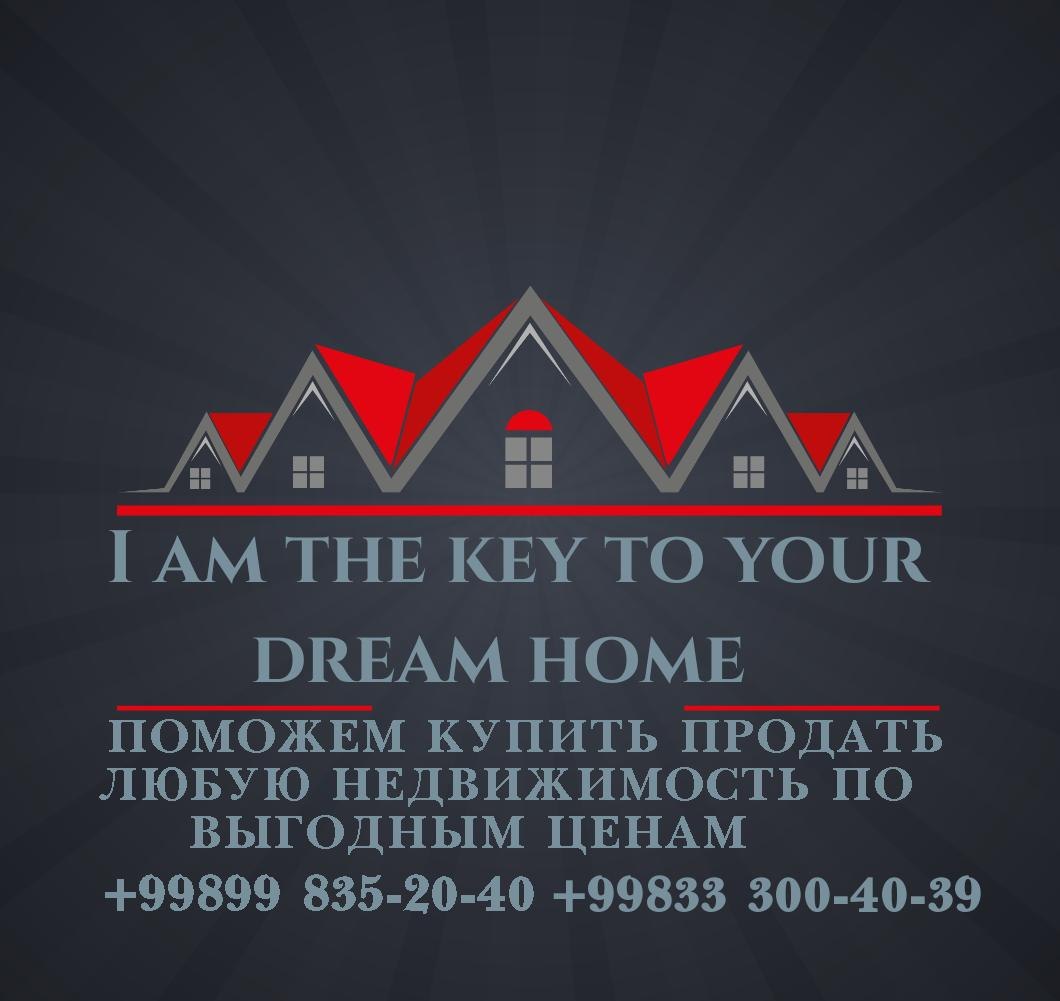 I AM THE KEY TO YOUR
DREAM HOME
ПОМОЖЕМ КУПИТЬ ПРОДАТЬ
ЛЮБУЮ НЕДВИЖИМОСТЬ ПО
ВЫГОДНЫМ ЦЕНАМ
+99899 835-20-40 +99833 300-40-39